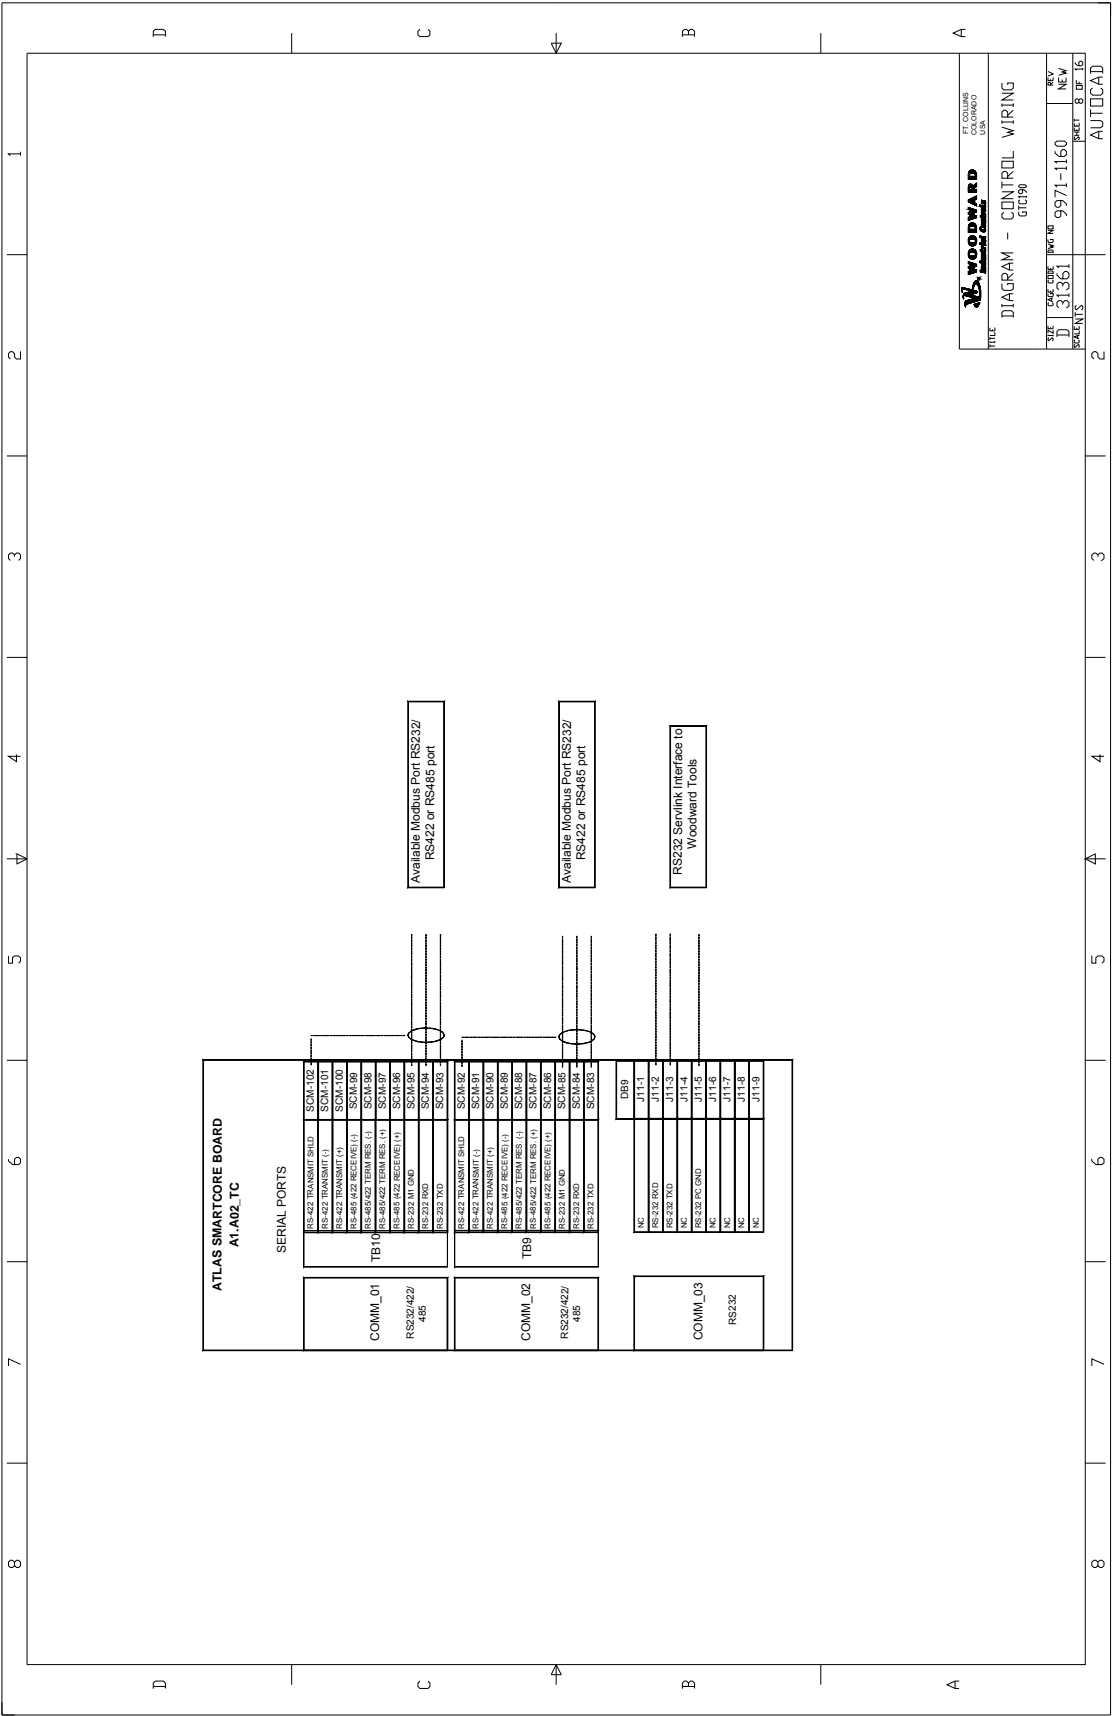 8 7 6 5 4 3 2 1
D
C
B
A
ATLAS SMARTCORE BOARD
A1.A02_TC
SERIAL PORTS
COMM_01
RS232/422/
485
TB10
RS-422 TRANSMIT SHLD SCM-102
RS-422 TRANSMIT (-) SCM-101
RS-422 TRANSMIT (+) SCM-100
RS-485 (422 RECEIVE) (-) SCM-99
RS-485/422 TERM RES. (-) SCM-98
RS-485/422 TERM RES. (+) SCM-97
RS-485 (422 RECEIVE) (+) SCM-96
RS-232 M1 GND SCM-95
RS-232 RXD SCM-94
RS-232 TXD SCM-93
Available Modbus Port RS232/
RS422 or RS485 port
COMM_02
RS232/422/
485
TB9
RS-422 TRANSMIT SHLD SCM-92
RS-422 TRANSMIT (-) SCM-91
RS-422 TRANSMIT (+) SCM-90
RS-485 (422 RECEIVE) (-) SCM-89
RS-485/422 TERM RES. (-) SCM-88
RS-485/422 TERM RES. (+) SCM-87
RS-485 (422 RECEIVE) (+) SCM-86
RS-232 M1 GND SCM-85
RS-232 RXD SCM-84
RS-232 TXD SCM-83
Available Modbus Port RS232/
RS422 or RS485 port
COMM_03
RS232
DB9
NC J11-1
RS-232 RXD J11-2
RS-232 TXD J11-3
NC J11-4
RS-232 PC GND J11-5
NC J11-6
NC J11-7
NC J11-8
NC J11-9
RS232 Servlink Interface to
Woodward Tools
WOODWARD
Industrial Controls
FT. COLLINS
COLORADO
USA
TITLE
DIAGRAM - CONTROL WIRING
GTC190
SIZE D CAGE CODE 31361 DWG NO 9971-1160 REV NEW
SCALE NTS SHEET 8 OF 16
D
C
B
A
8 7 6 5 4 3 2
AUTOCAD